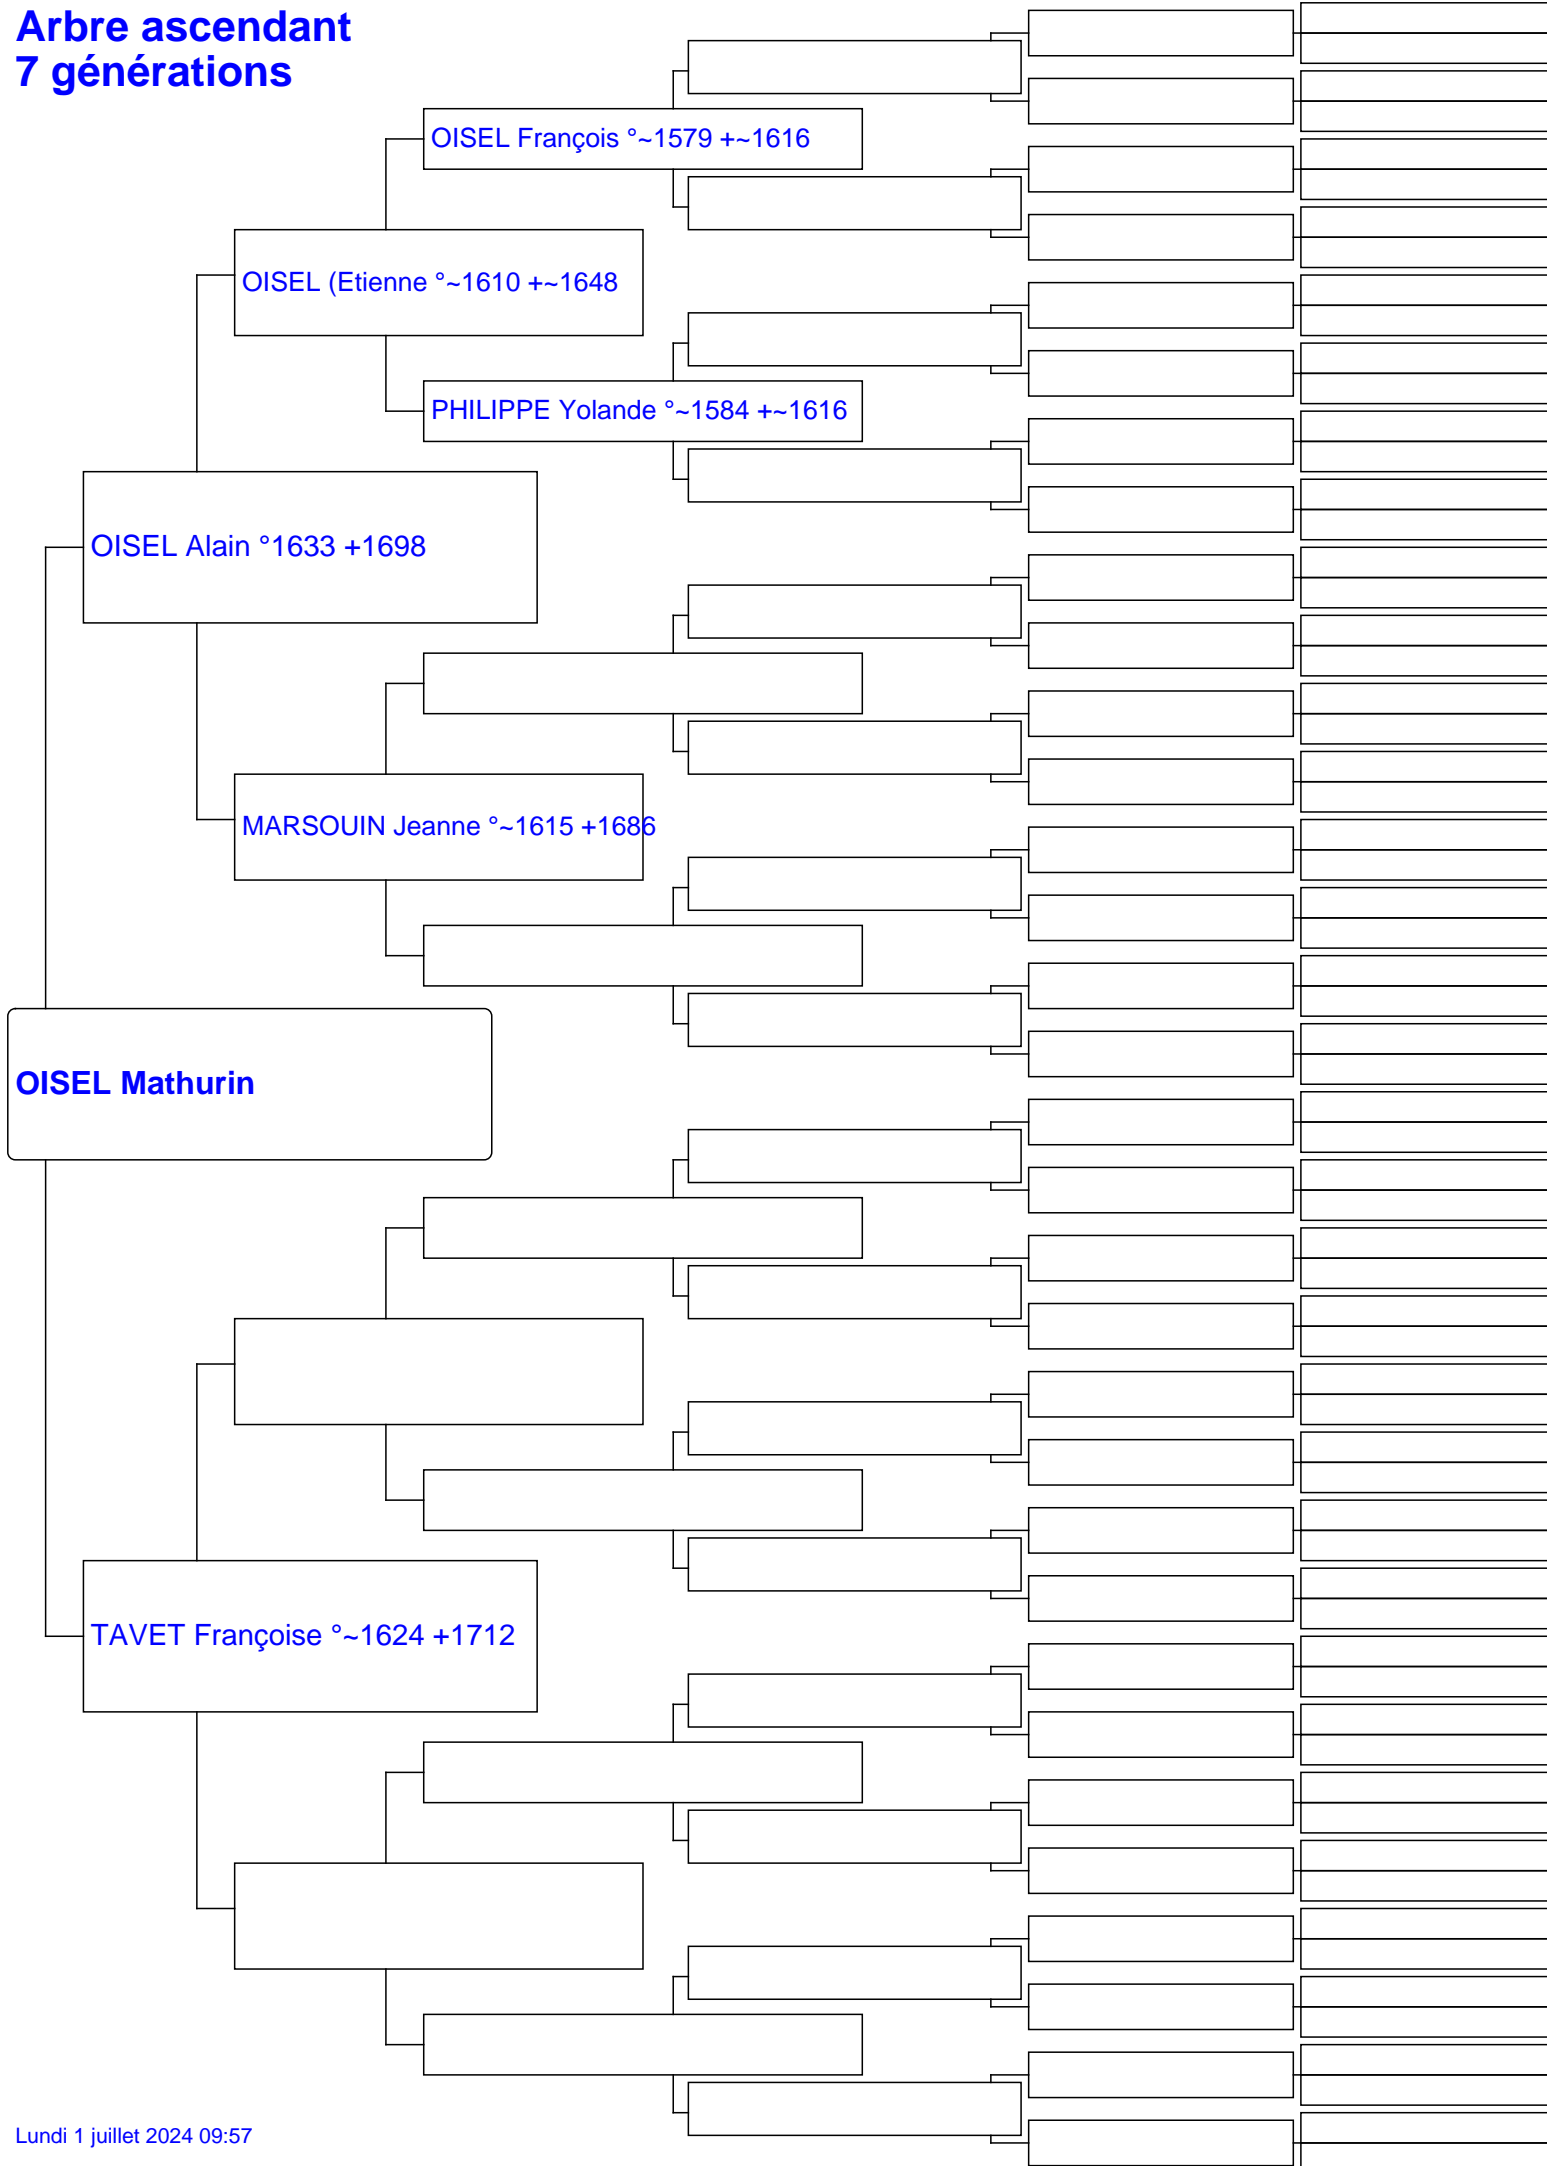 Arbre ascendant
7 générations
OISEL François °~1579 +~1616
OISEL (Etienne °~1610 +~1648
PHILIPPE Yolande °~1584 +~1616
OISEL Alain °1633 +1698
MARSOUIN Jeanne °~1615 +1686
OISEL Mathurin
TAVET Françoise °~1624 +1712
Lundi 1 juillet 2024 09:57